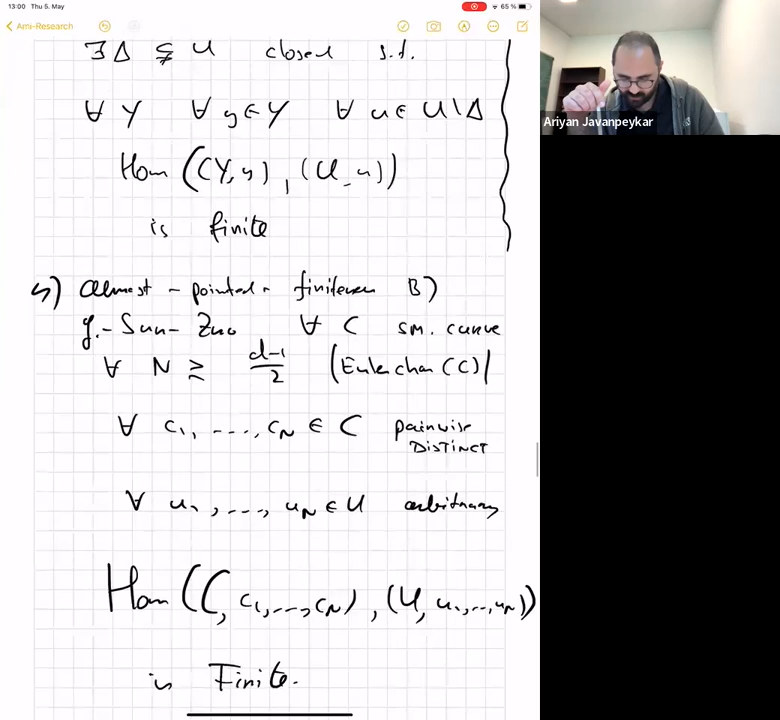 13:00 Thu 5. May
65 %
Ami-Research
Ariyan Javanpeykar
∃ Δ ⊊ U closed s.t.
∀ Y ∀ y ∈ Y ∀ u ∈ U \ Δ
Hom ((Y, y), (U, u))
is finite
4) Almost-pointed-finiteness B)
J.-Sun-Zuo ∀ C sm. curve
∀ N ≥ d-1/2 |Euler char (C)|
∀ c1, ..., cN ∈ C pairwise
DISTINCT
∀ u1, ..., uN ∈ U arbitrary
Hom ((C, c1, ..., cN), (U, u1, ..., uN))
is Finite.